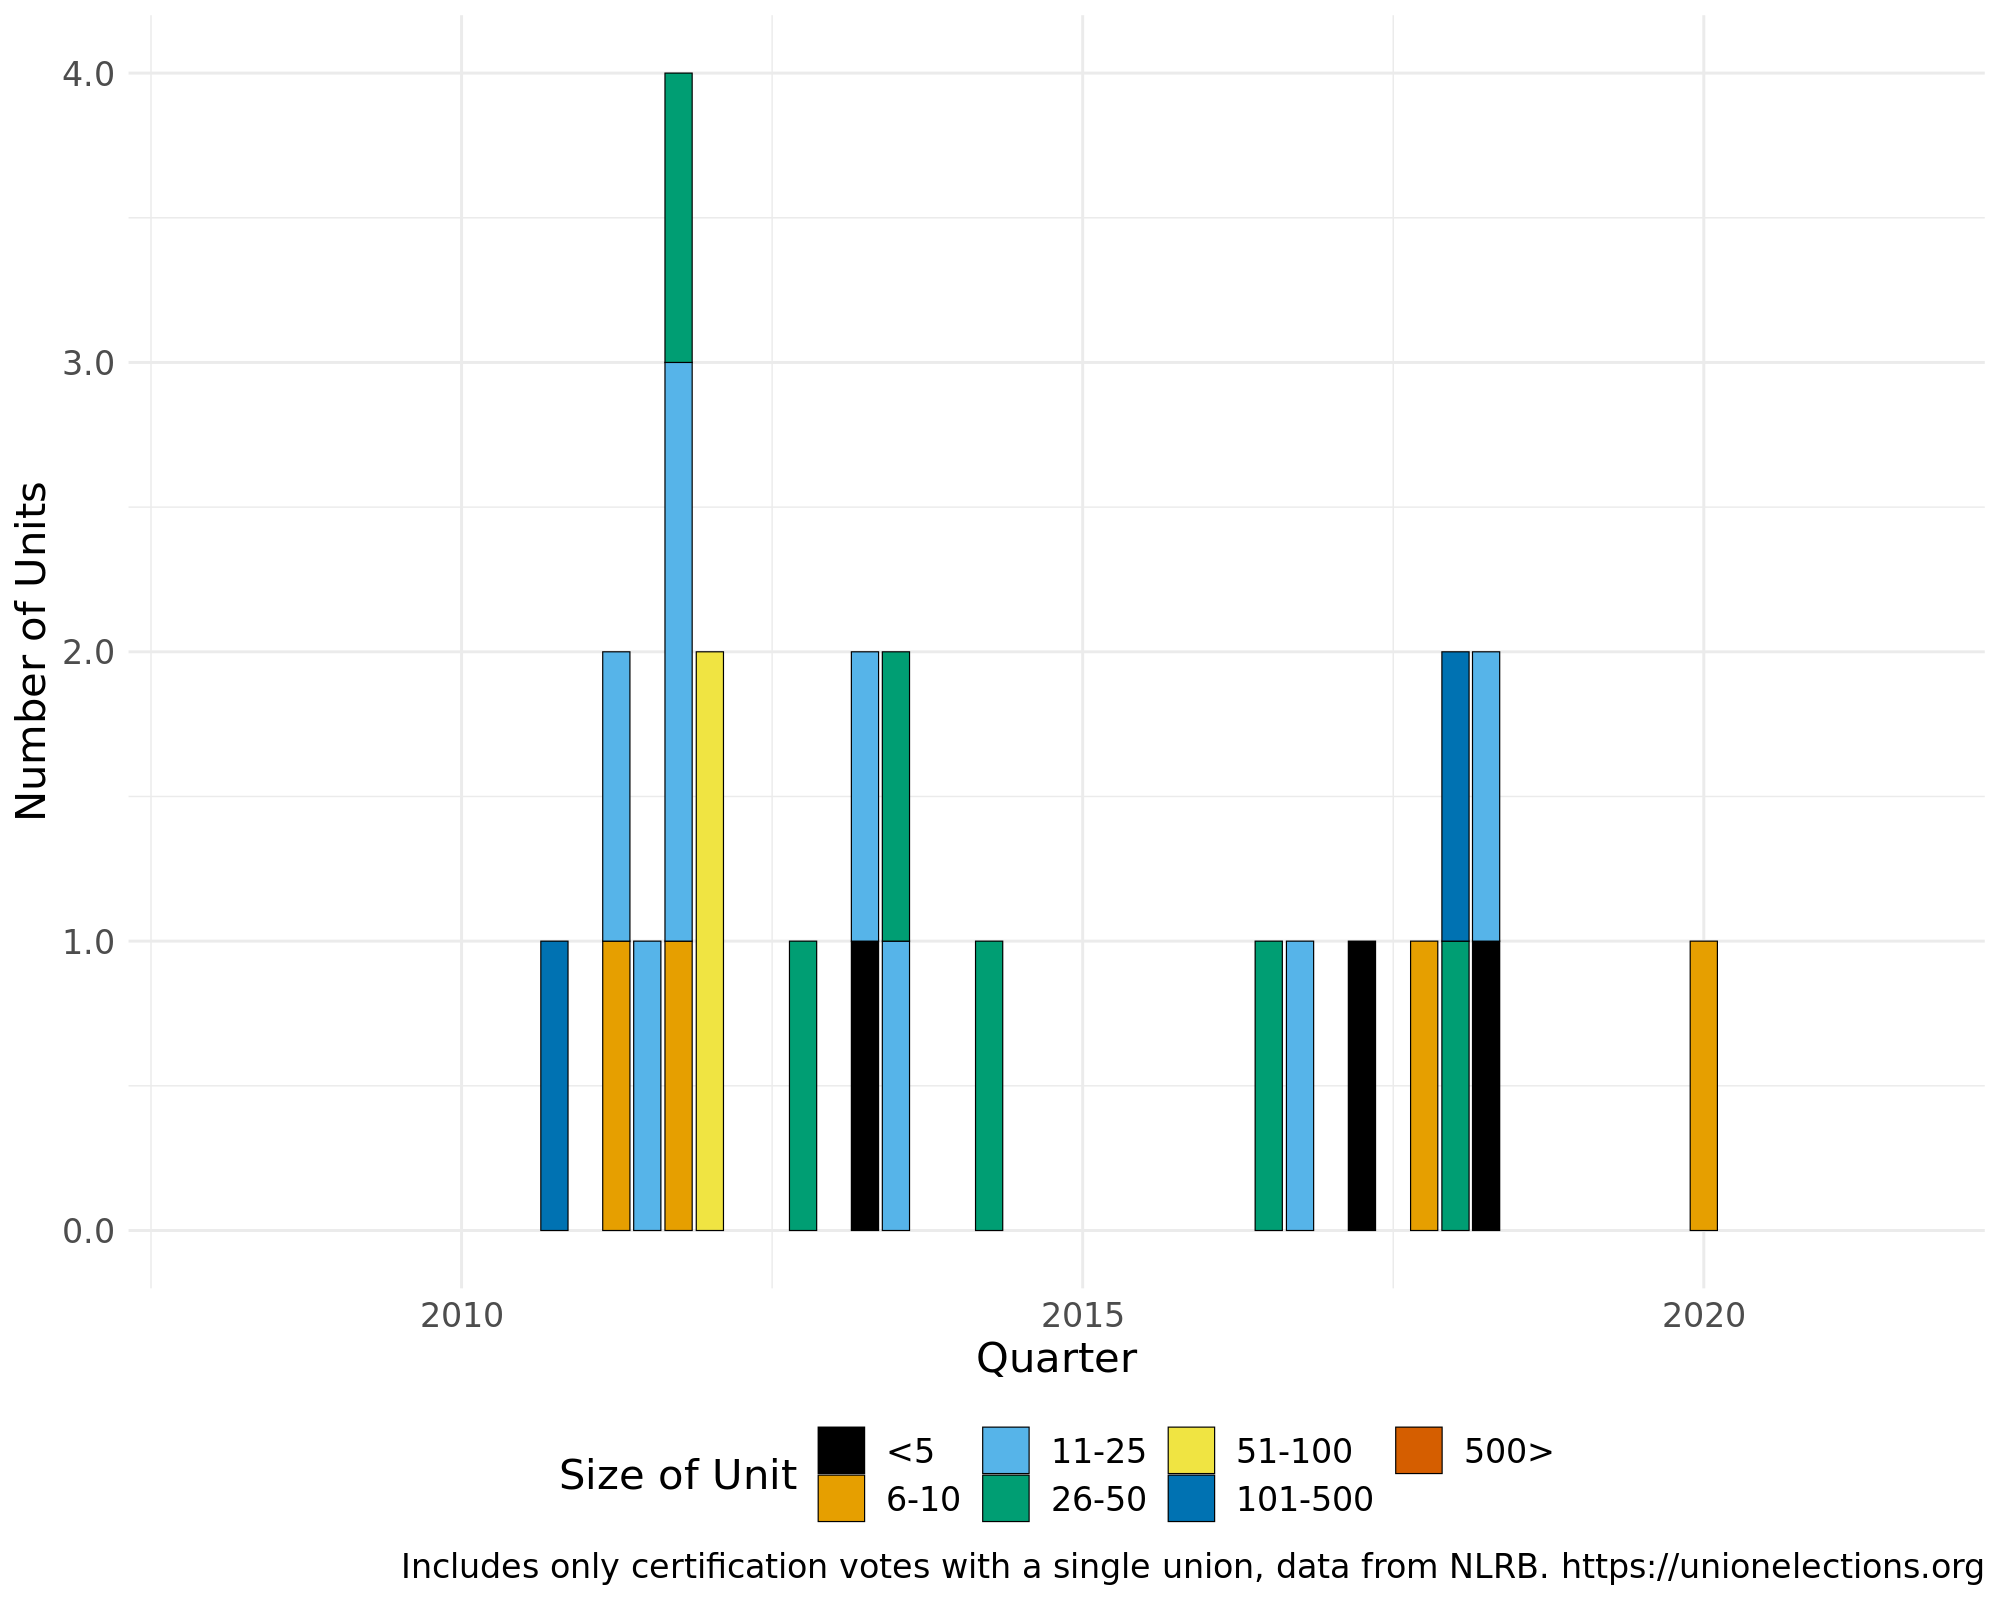 4.0
3.0
2.0
1.0
0.0
Number of Units
2010 2015 2020
Quarter
Size of Unit
<5 11-25 51-100 500>
6-10 26-50 101-500
Includes only certification votes with a single union, data from NLRB. https://unionelections.org